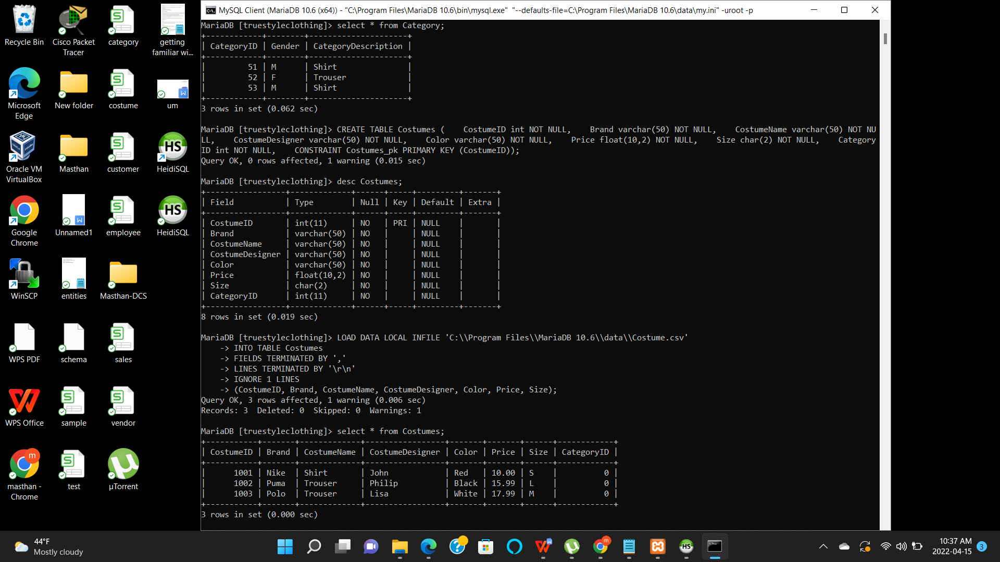 Recycle Bin
Cisco Packet
Tracer
category
getting
familiar wi...
Microsoft
Edge
New folder
costume
um
Oracle VM
VirtualBox
Masthan
customer
HeidiSQL
Google
Chrome
Unnamed1
employee
HeidiSQL
WinSCP
entities
Masthan-DCS
WPS PDF
schema
sales
WPS Office
sample
vendor
masthan -
Chrome
test
µTorrent
MySQL Client (MariaDB 10.6 (x64)) - "C:\Program Files\MariaDB 10.6\bin\mysql.exe"  "--defaults-file=C:\Program Files\MariaDB 10.6\data\my.ini" -uroot -p
MariaDB [truestyleclothing]> select * from Category;
+------------+--------+---------------------+
| CategoryID | Gender | CategoryDescription |
+------------+--------+---------------------+
|         51 | M      | Shirt               |
|         52 | F      | Trouser             |
|         53 | M      | Shirt               |
+------------+--------+---------------------+
3 rows in set (0.062 sec)
MariaDB [truestyleclothing]> CREATE TABLE Costumes (    CostumeID int NOT NULL,    Brand varchar(50) NOT NULL,    CostumeName varchar(50) NOT NU
LL,    CostumeDesigner varchar(50) NOT NULL,    Color varchar(50) NOT NULL,    Price float(10,2) NOT NULL,    Size char(2) NOT NULL,    Category
ID int NOT NULL,    CONSTRAINT Costumes_pk PRIMARY KEY (CostumeID));
Query OK, 0 rows affected, 1 warning (0.015 sec)
MariaDB [truestyleclothing]> desc Costumes;
+-----------------+-------------+------+-----+---------+-------+
| Field           | Type        | Null | Key | Default | Extra |
+-----------------+-------------+------+-----+---------+-------+
| CostumeID       | int(11)     | NO   | PRI | NULL    |       |
| Brand           | varchar(50) | NO   |     | NULL    |       |
| CostumeName     | varchar(50) | NO   |     | NULL    |       |
| CostumeDesigner | varchar(50) | NO   |     | NULL    |       |
| Color           | varchar(50) | NO   |     | NULL    |       |
| Price           | float(10,2) | NO   |     | NULL    |       |
| Size            | char(2)     | NO   |     | NULL    |       |
| CategoryID      | int(11)     | NO   |     | NULL    |       |
+-----------------+-------------+------+-----+---------+-------+
8 rows in set (0.019 sec)
MariaDB [truestyleclothing]> LOAD DATA LOCAL INFILE 'C:\\Program Files\\MariaDB 10.6\\data\\Costume.csv'
    -> INTO TABLE Costumes
    -> FIELDS TERMINATED BY ','
    -> LINES TERMINATED BY '\r\n'
    -> IGNORE 1 LINES
    -> (CostumeID, Brand, CostumeName, CostumeDesigner, Color, Price, Size);
Query OK, 3 rows affected, 1 warning (0.006 sec)
Records: 3  Deleted: 0  Skipped: 0  Warnings: 1
MariaDB [truestyleclothing]> select * from Costumes;
+-----------+-------+-------------+-----------------+-------+-------+------+------------+
| CostumeID | Brand | CostumeName | CostumeDesigner | Color | Price | Size | CategoryID |
+-----------+-------+-------------+-----------------+-------+-------+------+------------+
|      1001 | Nike  | Shirt       | John            | Red   | 10.00 | S    |          0 |
|      1002 | Puma  | Trouser     | Philip          | Black | 15.99 | L    |          0 |
|      1003 | Polo  | Trouser     | Lisa            | White | 17.99 | M    |          0 |
+-----------+-------+-------------+-----------------+-------+-------+------+------------+
3 rows in set (0.000 sec)
44°F
Mostly cloudy
10:37 AM
2022-04-15
3